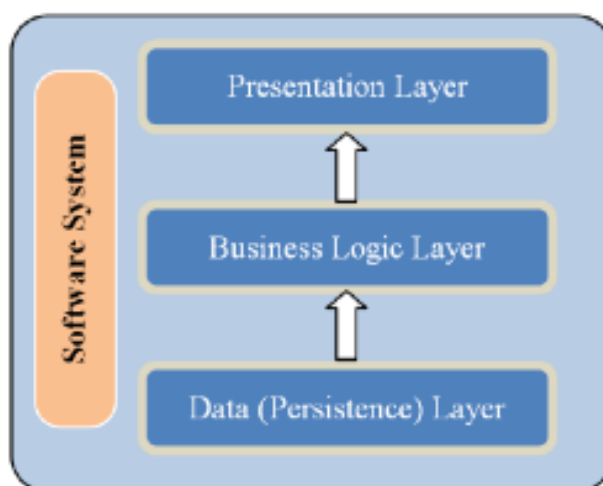 Software System
Presentation Layer
Business Logic Layer
Data (Persistence) Layer